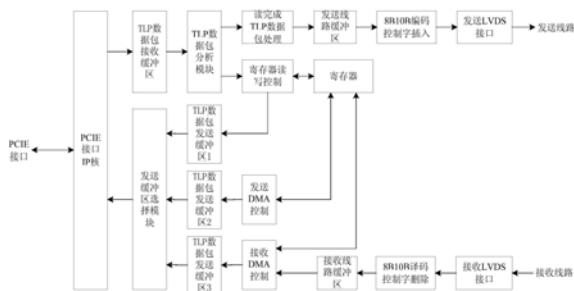 TLP数
据包
接收
缓冲
区
TLP数
据包
分析
模块
读完成
TLP数据
包处理
发送线
路缓冲
区
8B10B编码
控制字插入
发送LVDS
接口
发送线路
寄存器读
写控制
寄存器
PCIE
接口
PCIE
接口
IP核
发送
缓冲
区选
择模
块
TLP数
据包
发送
缓冲
区1
TLP数
据包
发送
缓冲
区2
发送
DMA
控制
TLP数
据包
发送
缓冲
区3
接收
DMA
控制
接收线
路缓冲
区
8B10B译码
控制字删除
接收LVDS
接口
接收线路